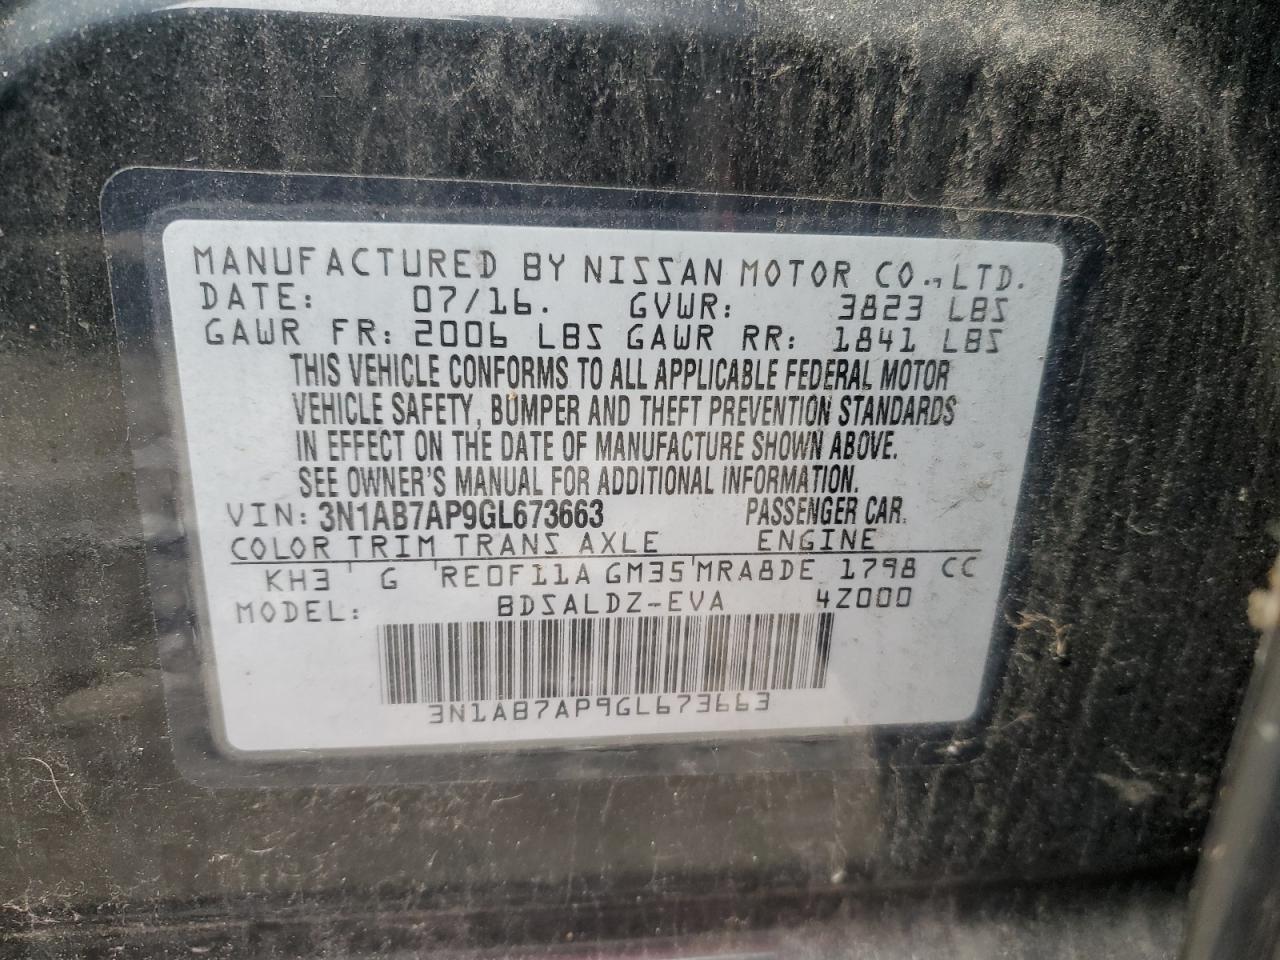 MANUFACTURED BY NISSAN MOTOR CO., LTD.
DATE: 07/16. GVWR: 3823 LBS
GAWR FR: 2006 LBS GAWR RR: 1841 LBS
THIS VEHICLE CONFORMS TO ALL APPLICABLE FEDERAL MOTOR
VEHICLE SAFETY, BUMPER AND THEFT PREVENTION STANDARDS
IN EFFECT ON THE DATE OF MANUFACTURE SHOWN ABOVE.
SEE OWNER'S MANUAL FOR ADDITIONAL INFORMATION.
VIN: 3N1AB7AP9GL673663 PASSENGER CAR.
COLOR TRIM TRANS AXLE ENGINE
KH3 G RE0F11A GM35 MRA8DE 1798 CC
MODEL: BDSALDZ-EVA 4Z000
3N1AB7AP9GL673663